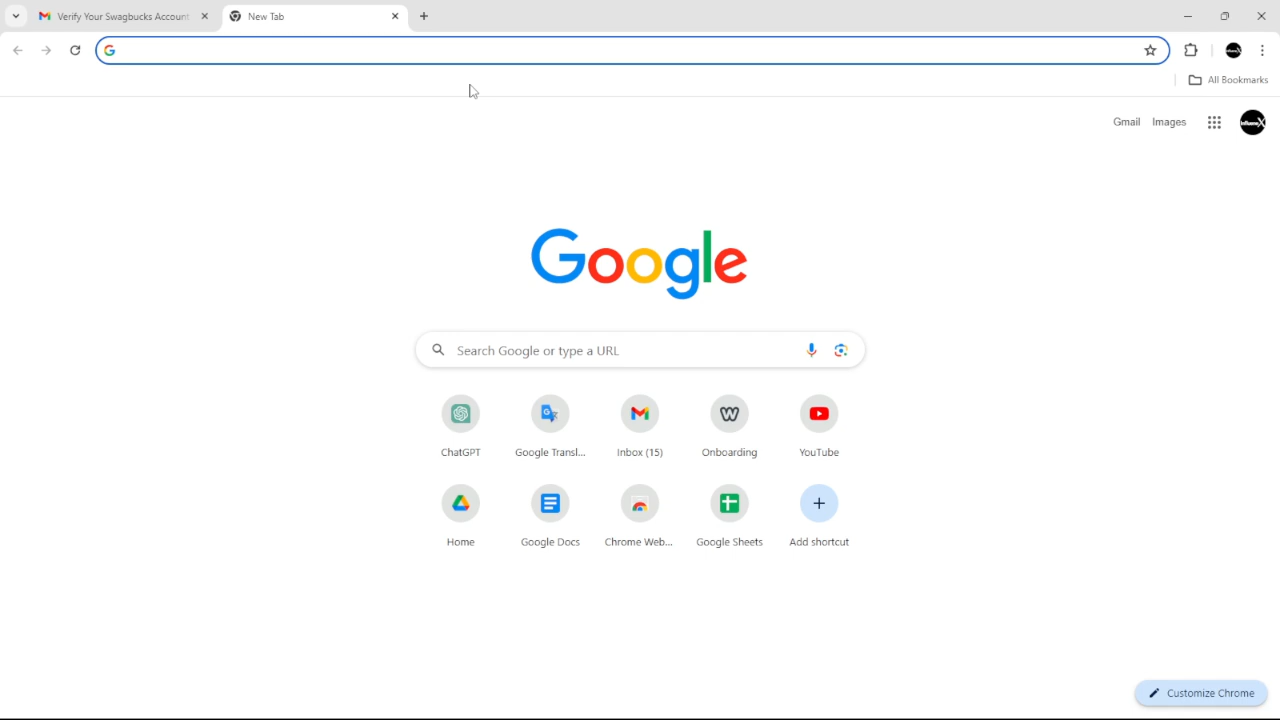 Verify Your Swagbucks Account
New Tab
All Bookmarks
Gmail Images
Google
Search Google or type a URL
ChatGPT Google Transl... Inbox (15) Onboarding YouTube
Home Google Docs Chrome Web... Google Sheets Add shortcut
Customize Chrome